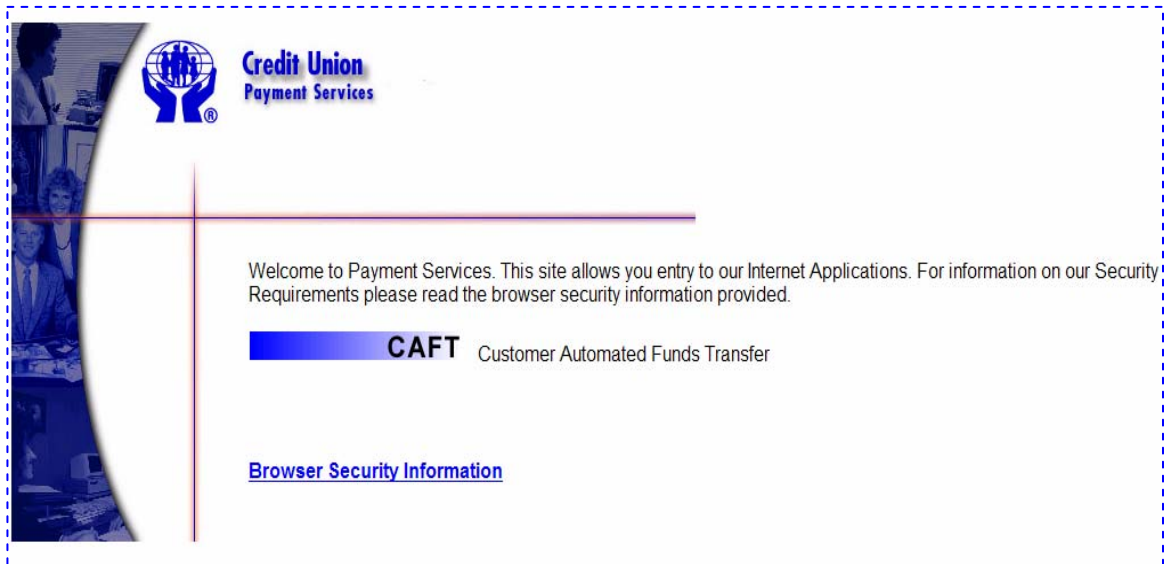 Credit Union
Payment Services
®
Welcome to Payment Services. This site allows you entry to our Internet Applications. For information on our Security
Requirements please read the browser security information provided.
CAFT Customer Automated Funds Transfer
Browser Security Information